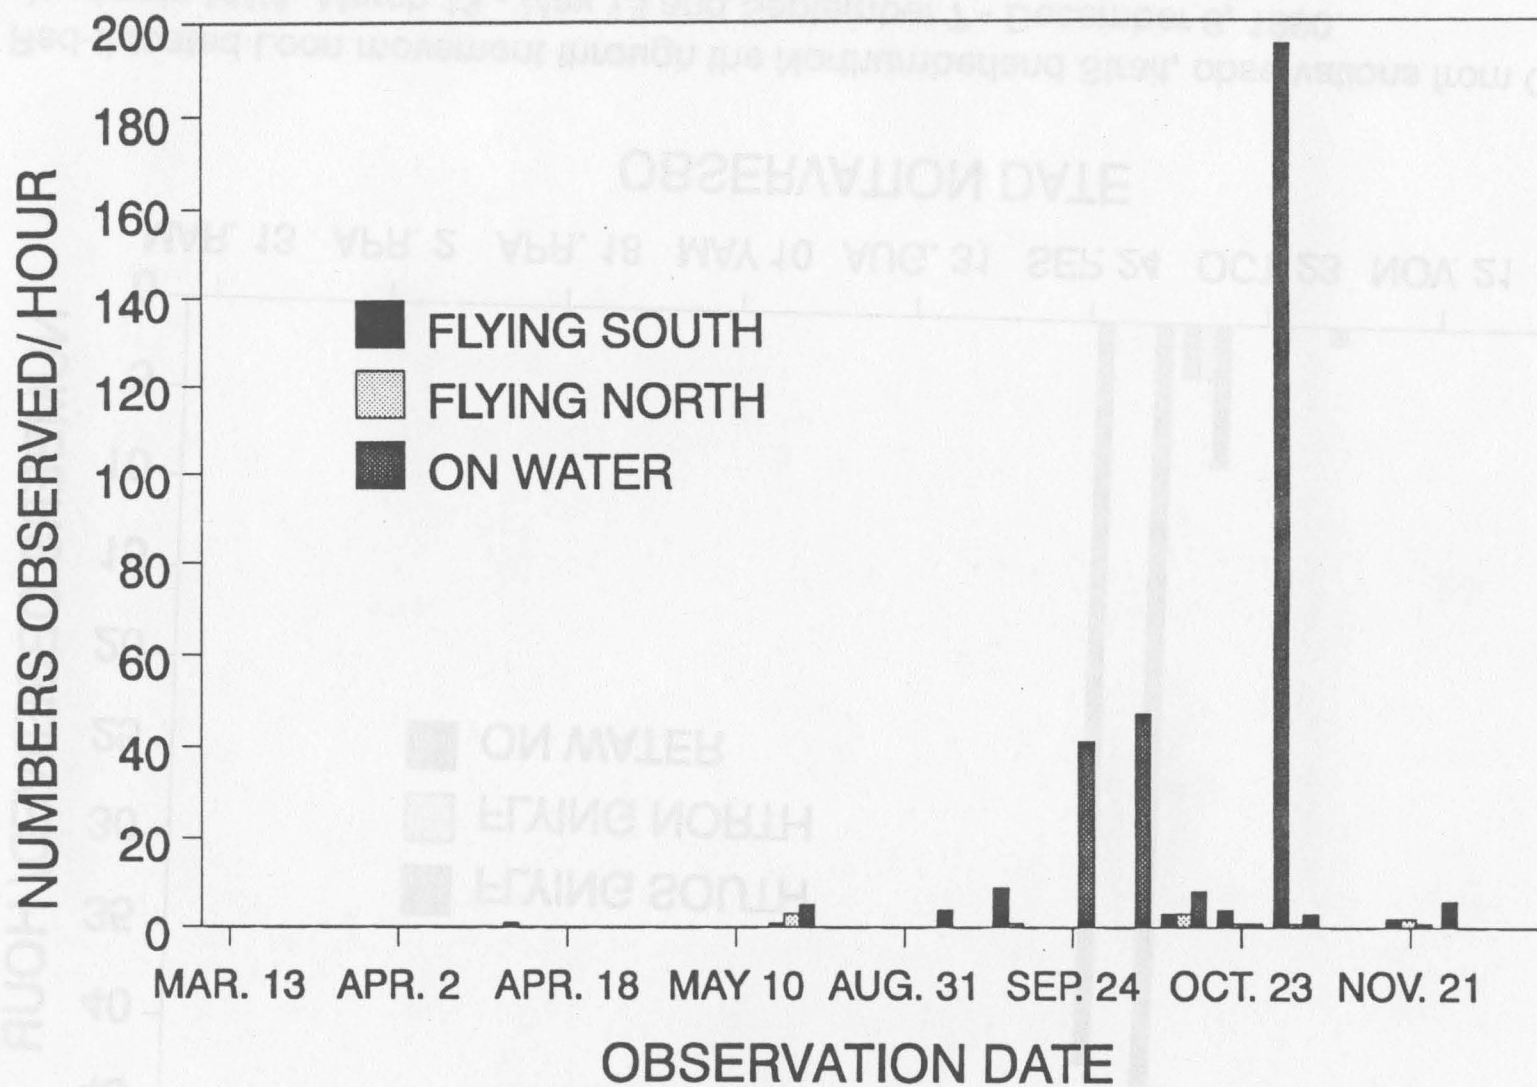 200
180
160
140
120
100
80
60
40
20
0
NUMBERS OBSERVED/HOUR
FLYING SOUTH
FLYING NORTH
ON WATER
MAR. 13 APR. 2 APR. 18 MAY 10 AUG. 31 SEP. 24 OCT. 23 NOV. 21
OBSERVATION DATE